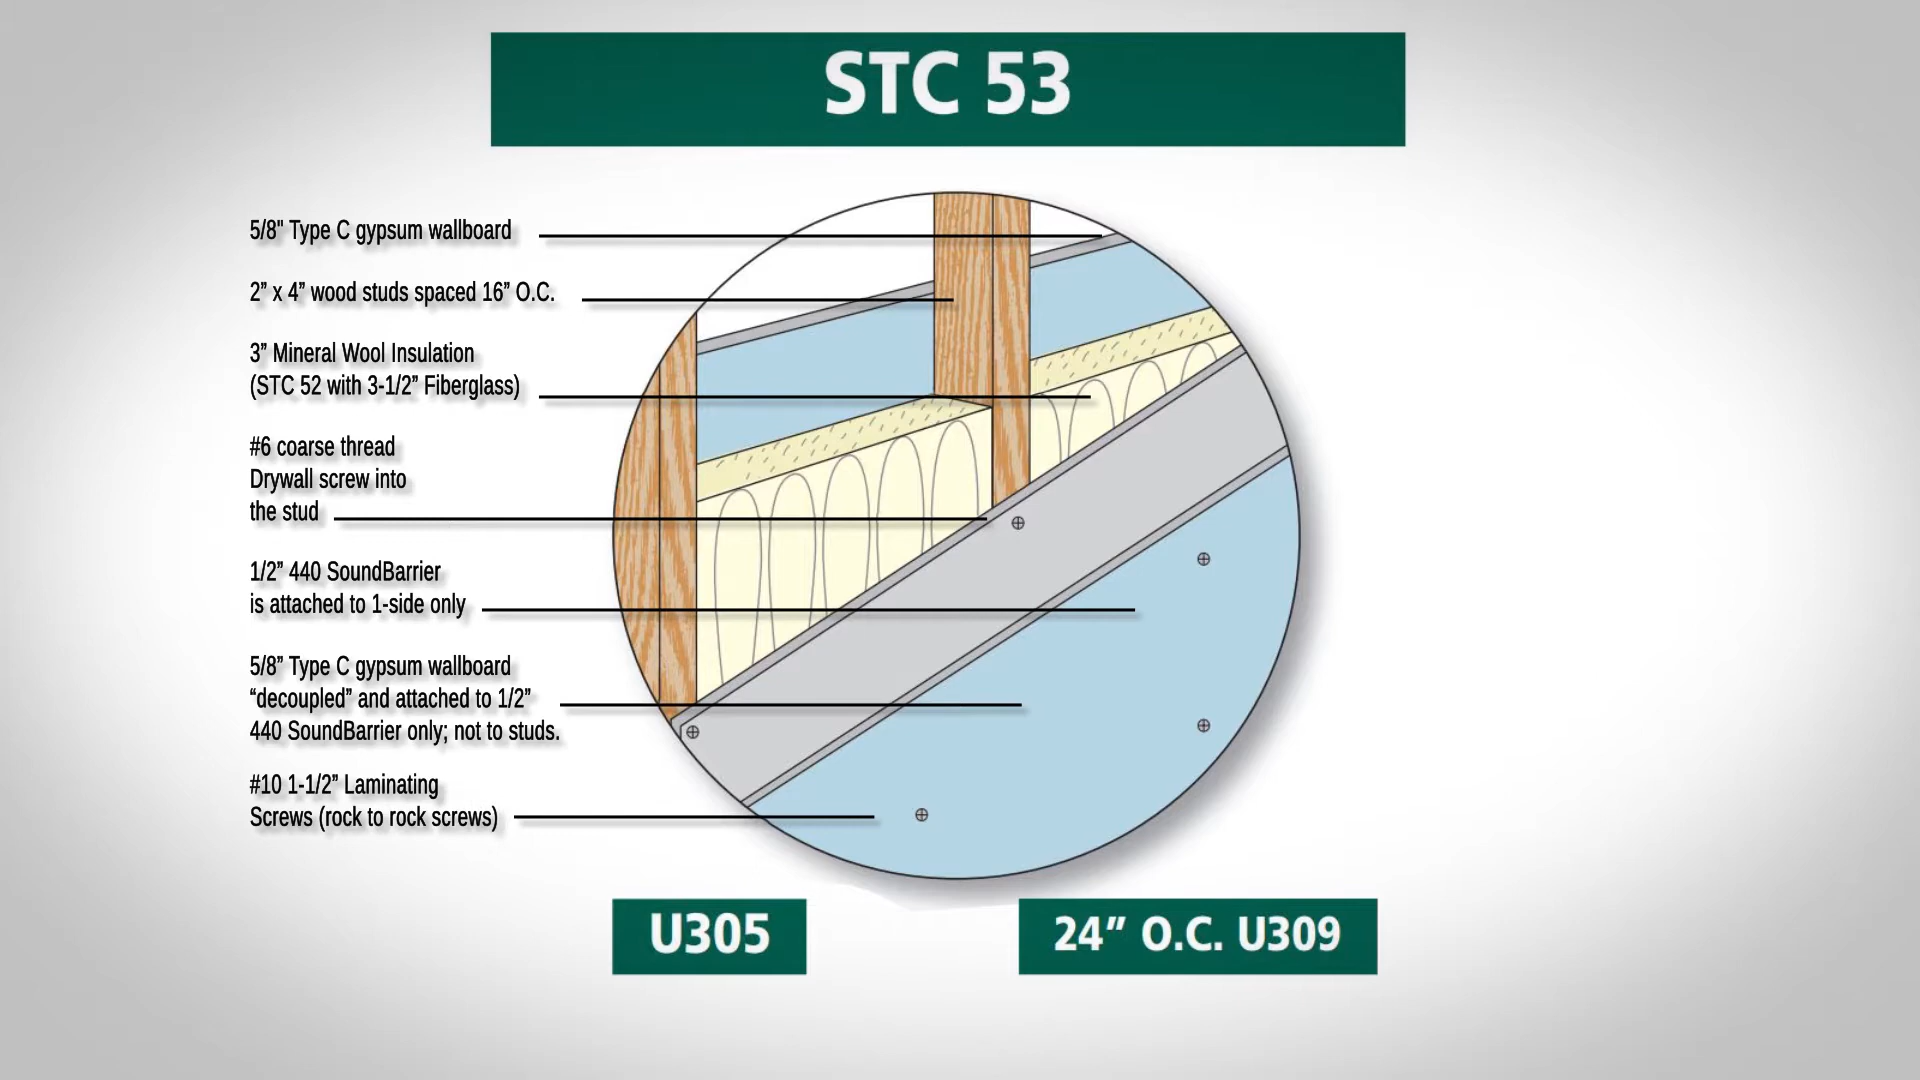 STC 53
5/8" Type C gypsum wallboard
2” x 4” wood studs spaced 16” O.C.
3” Mineral Wool Insulation
(STC 52 with 3-1/2” Fiberglass)
#6 coarse thread
Drywall screw into
the stud
1/2” 440 SoundBarrier
is attached to 1-side only
5/8” Type C gypsum wallboard
“decoupled” and attached to 1/2”
440 SoundBarrier only; not to studs.
#10 1-1/2” Laminating
Screws (rock to rock screws)
U305
24” O.C. U309